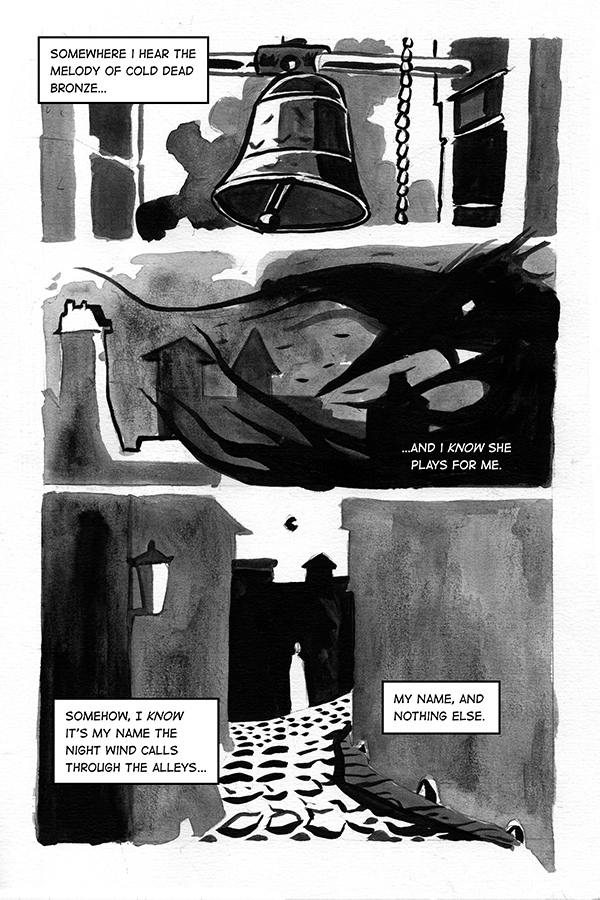 SOMEWHERE I HEAR THE
MELODY OF COLD DEAD
BRONZE...
...AND I KNOW SHE
PLAYS FOR ME.
SOMEHOW, I KNOW
IT'S MY NAME THE
NIGHT WIND CALLS
THROUGH THE ALLEYS...
MY NAME, AND
NOTHING ELSE.